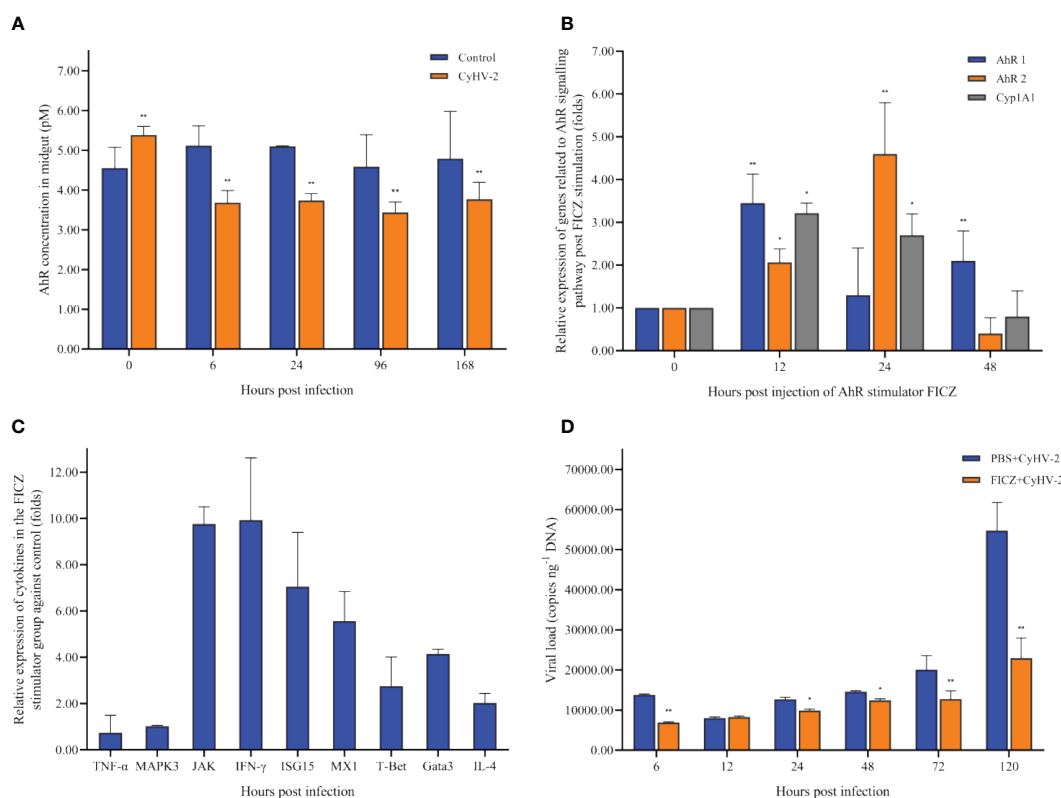 A
AhR concentration in midgut (pM)
7.00
6.00
5.00
4.00
3.00
2.00
1.00
0.00
Control
CyHV-2
**
**
**
**
**
0 6 24 96 168
Hours post infection
B
Relative expression of genes related to AhR signalling
pathway post FICZ stimulation (folds)
7.00
6.00
5.00
4.00
3.00
2.00
1.00
0.00
AhR 1
AhR 2
Cyp1A1
** * *
** *
**
0 12 24 48
Hours post injection of AhR stimulator FICZ
C
Relative expression of cytokines in the FICZ
stimulator group against control (folds)
12.00
10.00
8.00
6.00
4.00
2.00
0.00
TNF-α MAPK3 JAK IFN-γ ISG15 MX1 T-Bet Gata3 IL-4
Hours post infection
D
Viral load (copies ng⁻¹ DNA)
70000.00
60000.00
50000.00
40000.00
30000.00
20000.00
10000.00
0.00
PBS+CyHV-2
FICZ+CyHV-2
**
*
*
**
**
6 12 24 48 72 120
Hours post infection